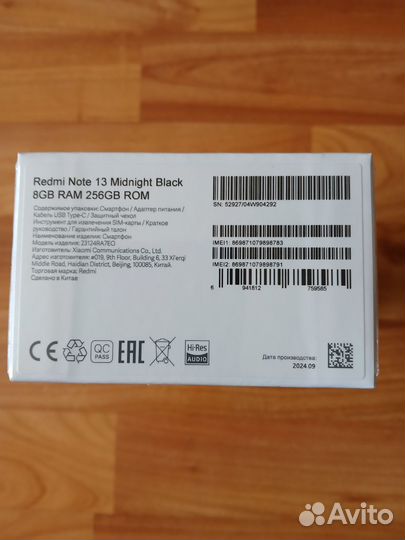 Redmi Note 13 Midnight Black
8GB RAM 256GB ROM
Содержимое упаковки: Смартфон / Адаптер питания /
Кабель USB Type-C / Защитный чехол
Инструмент для извлечения SIM-карты / Краткое
руководство / Гарантийный талон
Наименование изделия: Смартфон
Модель изделия: 23124RA7EO
Изготовитель: Xiaomi Communications Co., Ltd.
Адрес изготовителя: #019, 9th Floor, Building 6, 33 Xi'erqi
Middle Road, Haidian District, Beijing, 100085, Китай.
Торговая марка: Redmi
Сделано в Китае
SN: 52927/04W904292
IMEI1: 869871079898783
IMEI2: 869871079898791
6 941812 759585
CE
QC
PASS
EAC
Hi-Res
AUDIO
Дата производства:
2024.09
Avito